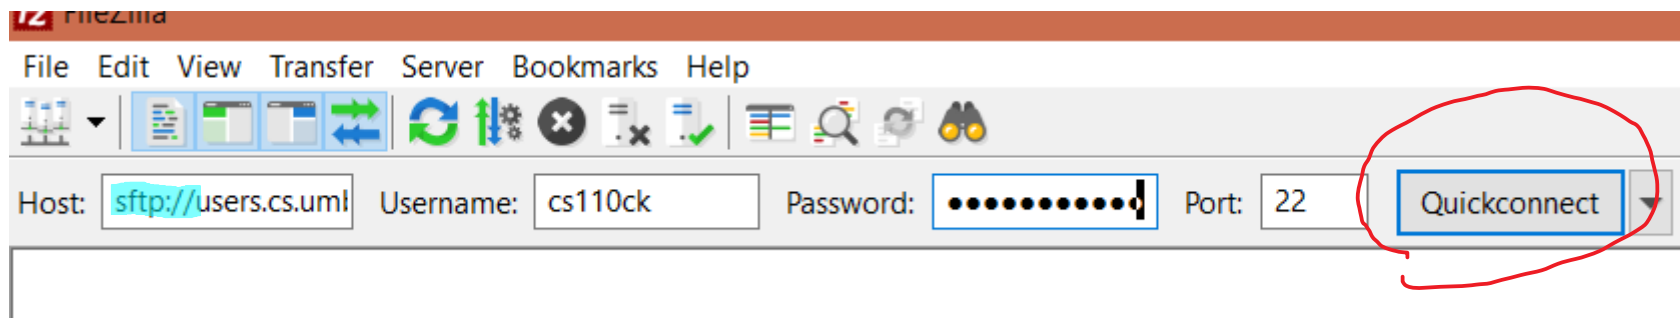 FileZilla
File Edit View Transfer Server Bookmarks Help
Host: sftp://users.cs.uml Username: cs110ck Password: ●●●●●●●●●●● Port: 22 Quickconnect